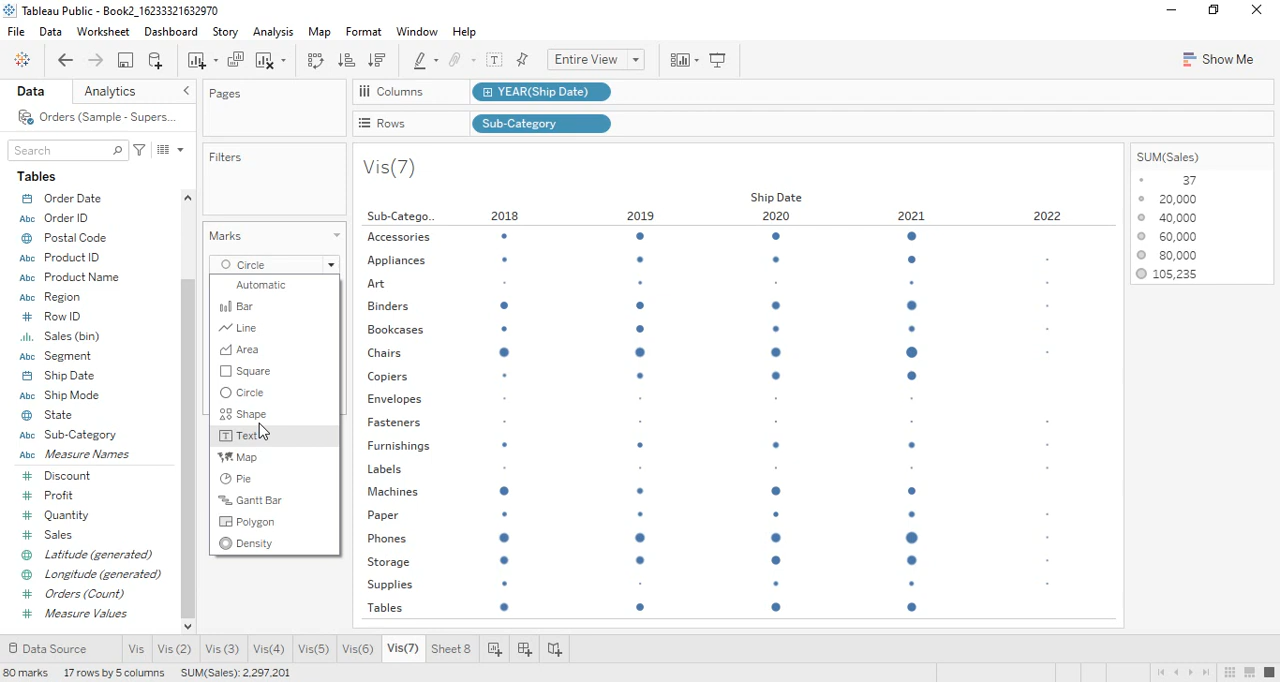 Tableau Public - Book2_16233321632970
File Data Worksheet Dashboard Story Analysis Map Format Window Help
Entire View
Show Me
Data Analytics
Orders (Sample - Supers...
Search
Tables
Order Date
Order ID
Postal Code
Product ID
Product Name
Region
Row ID
Sales (bin)
Segment
Ship Date
Ship Mode
State
Sub-Category
Measure Names
Discount
Profit
Quantity
Sales
Latitude (generated)
Longitude (generated)
Orders (Count)
Measure Values
Pages
Filters
Marks
Circle
Automatic
Bar
Line
Area
Square
Circle
Shape
Text
Map
Pie
Gantt Bar
Polygon
Density
Columns YEAR(Ship Date)
Rows Sub-Category
Vis(7)
Ship Date
Sub-Catego.. 2018 2019 2020 2021 2022
Accessories
Appliances
Art
Binders
Bookcases
Chairs
Copiers
Envelopes
Fasteners
Furnishings
Labels
Machines
Paper
Phones
Storage
Supplies
Tables
SUM(Sales)
37
20,000
40,000
60,000
80,000
105,235
Data Source Vis Vis (2) Vis (3) Vis(4) Vis(5) Vis(6) Vis(7) Sheet 8
80 marks 17 rows by 5 columns SUM(Sales): 2,297,201